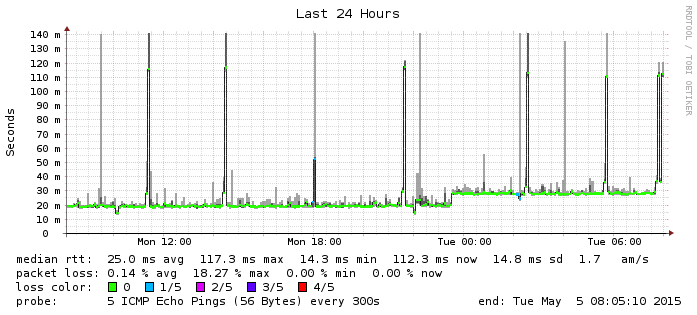 Last 24 Hours
RRDTOOL / TOBI OETIKER
Seconds
140 m
130 m
120 m
110 m
100 m
90 m
80 m
70 m
60 m
50 m
40 m
30 m
20 m
10 m
0
Mon 12:00 Mon 18:00 Tue 00:00 Tue 06:00
median rtt: 25.0 ms avg 117.3 ms max 14.3 ms min 112.3 ms now 14.8 ms sd 1.7 am/s
packet loss: 0.14 % avg 18.27 % max 0.00 % min 0.00 % now
loss color: 0 1/5 2/5 3/5 4/5
probe: 5 ICMP Echo Pings (56 Bytes) every 300s end: Tue May 5 08:05:10 2015